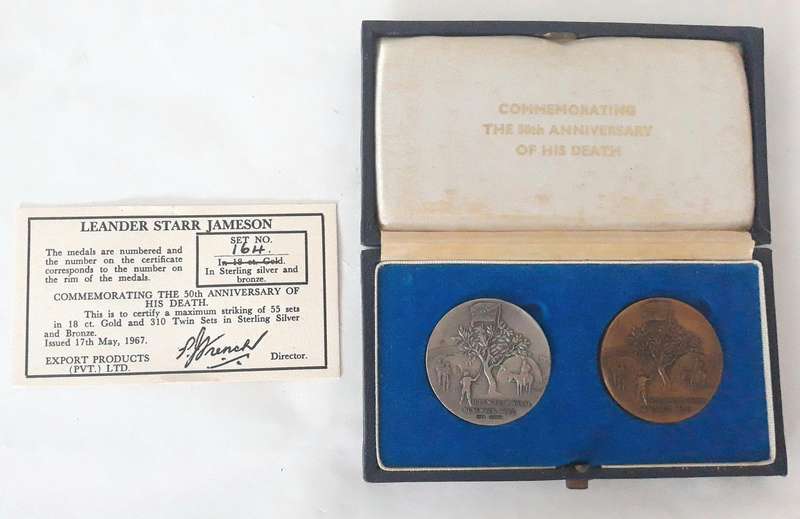 LEANDER STARR JAMESON
The medals are numbered and
the number on the certificate
corresponds to the number on
the rim of the medals.
SET NO.
164.
In 18 ct. Gold.
In Sterling silver and
bronze.
COMMEMORATING THE 50th ANNIVERSARY OF
HIS DEATH.
This is to certify a maximum striking of 55 sets
in 18 ct. Gold and 310 Twin Sets in Sterling Silver
and Bronze.
Issued 17th May, 1967.
EXPORT PRODUCTS
(PVT.) LTD.
Director.
COMMEMORATING
THE 50th ANNIVERSARY
OF HIS DEATH